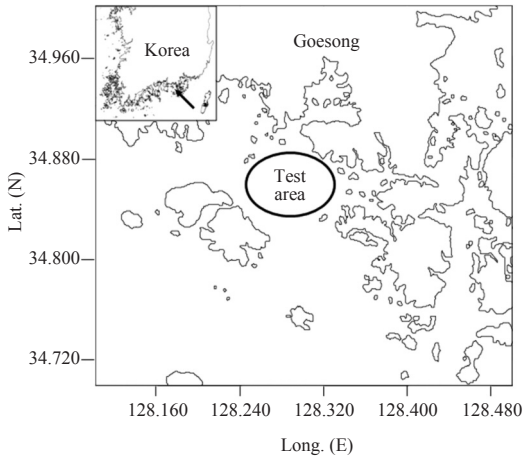 Korea
Goesong
Test
area
Lat. (N)
34.960
34.880
34.800
34.720
128.160 128.240 128.320 128.400 128.480
Long. (E)